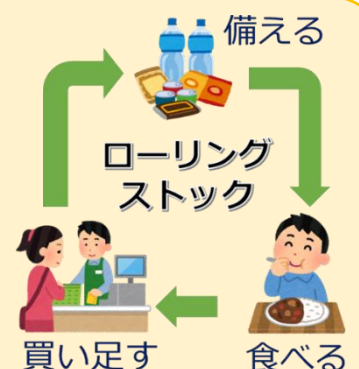 備える
ローリング
ストック
買い足す
食べる